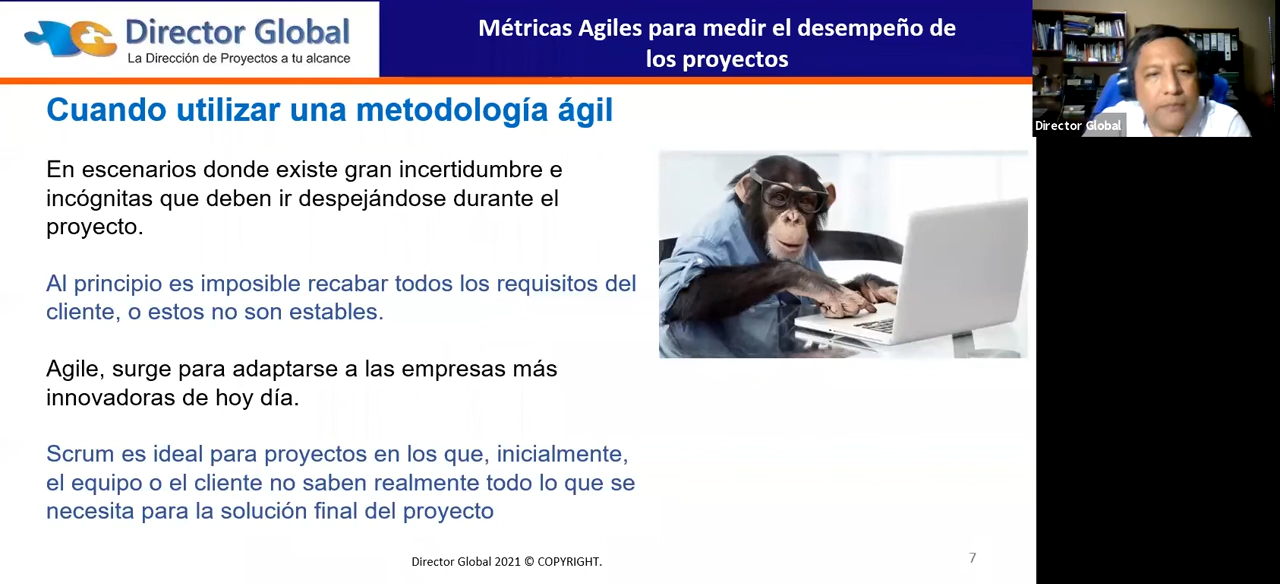 Director Global
La Dirección de Proyectos a tu alcance
Métricas Agiles para medir el desempeño de
los proyectos
Director Global
Cuando utilizar una metodología ágil
En escenarios donde existe gran incertidumbre e
incógnitas que deben ir despejándose durante el
proyecto.
Al principio es imposible recabar todos los requisitos del
cliente, o estos no son estables.
Agile, surge para adaptarse a las empresas más
innovadoras de hoy día.
Scrum es ideal para proyectos en los que, inicialmente,
el equipo o el cliente no saben realmente todo lo que se
necesita para la solución final del proyecto
Director Global 2021 © COPYRIGHT.
7